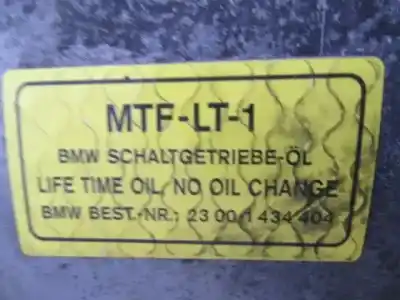 MTF-LT-1
BMW SCHALTGETRIEBE-ÖL
LIFE TIME OIL, NO OIL CHANGE
BMW BEST.-NR.: 23 00 1 434 404